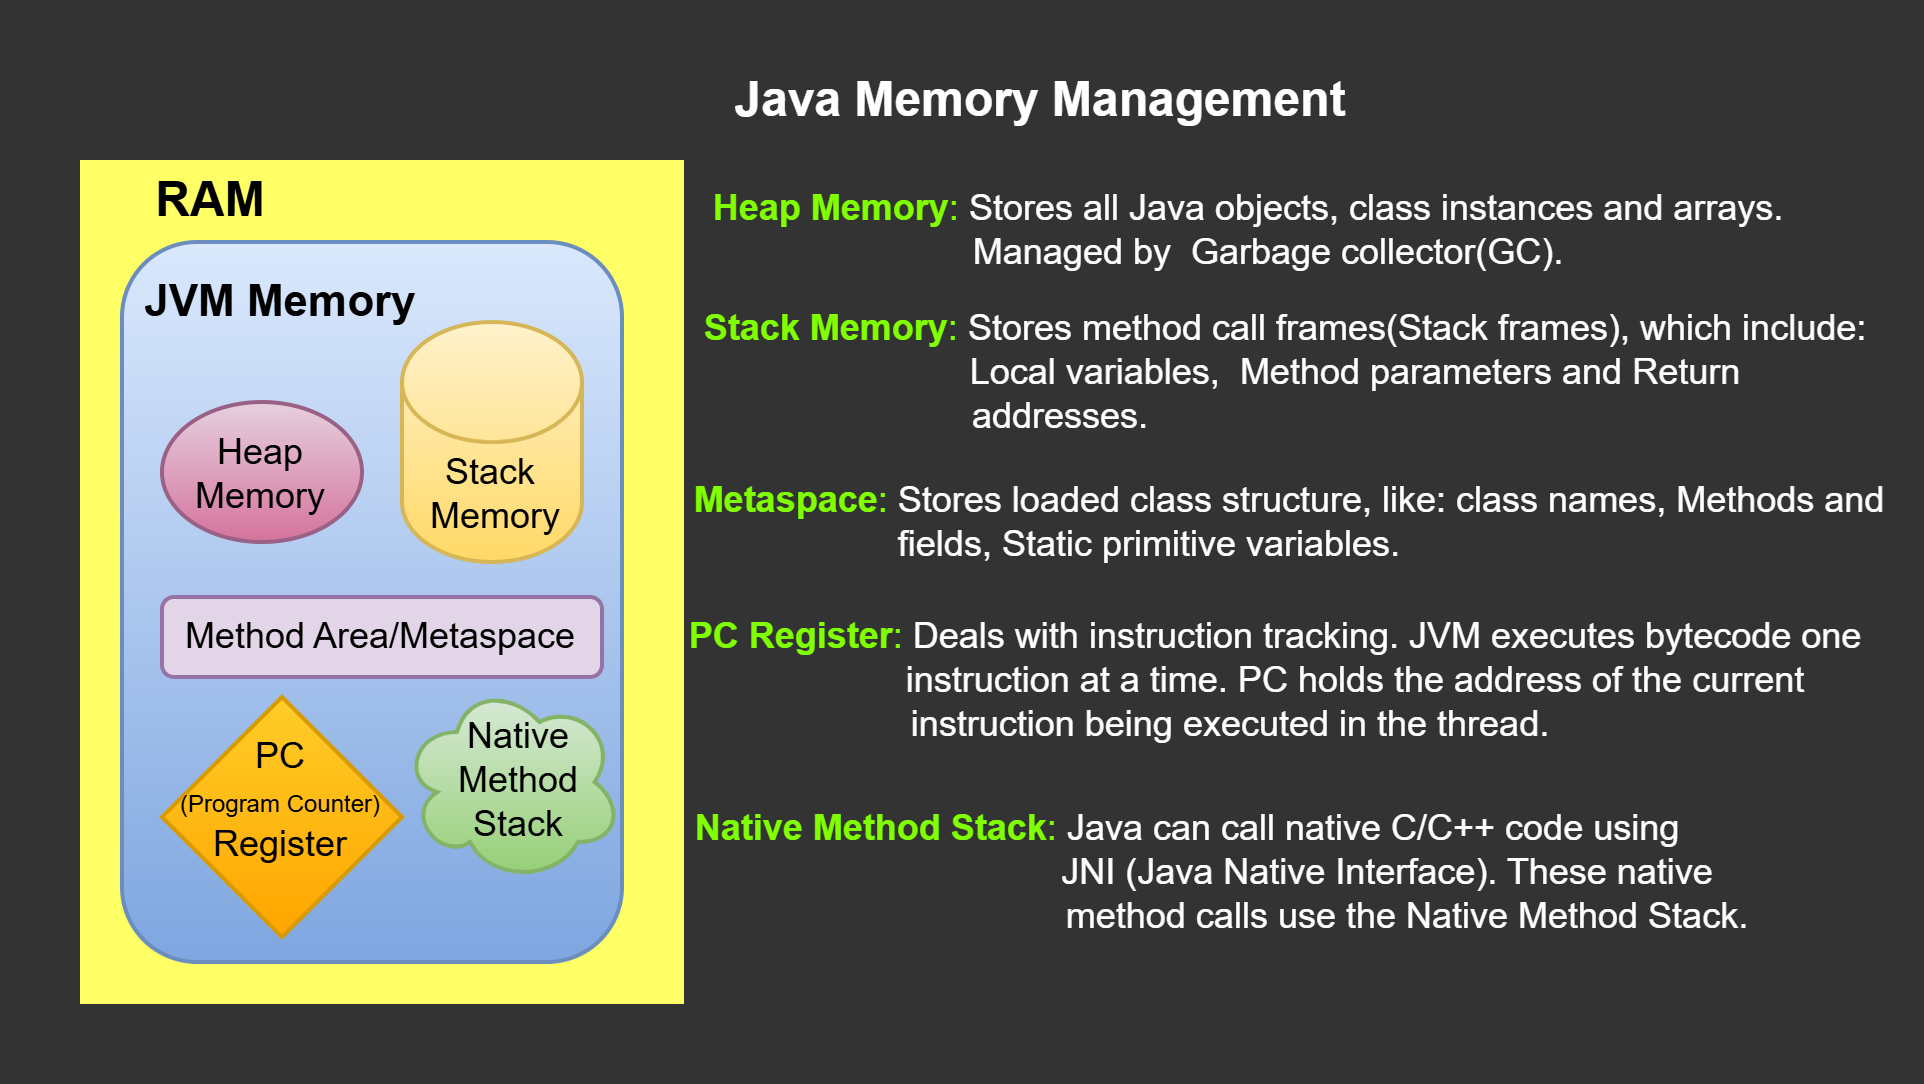 Java Memory Management
RAM
JVM Memory
Heap
Memory
Stack
Memory
Method Area/Metaspace
PC
(Program Counter)
Register
Native
Method
Stack
Heap Memory: Stores all Java objects, class instances and arrays.
Managed by  Garbage collector(GC).
Stack Memory: Stores method call frames(Stack frames), which include:
Local variables,  Method parameters and Return
addresses.
Metaspace: Stores loaded class structure, like: class names, Methods and
fields, Static primitive variables.
PC Register: Deals with instruction tracking. JVM executes bytecode one
instruction at a time. PC holds the address of the current
instruction being executed in the thread.
Native Method Stack: Java can call native C/C++ code using
JNI (Java Native Interface). These native
method calls use the Native Method Stack.